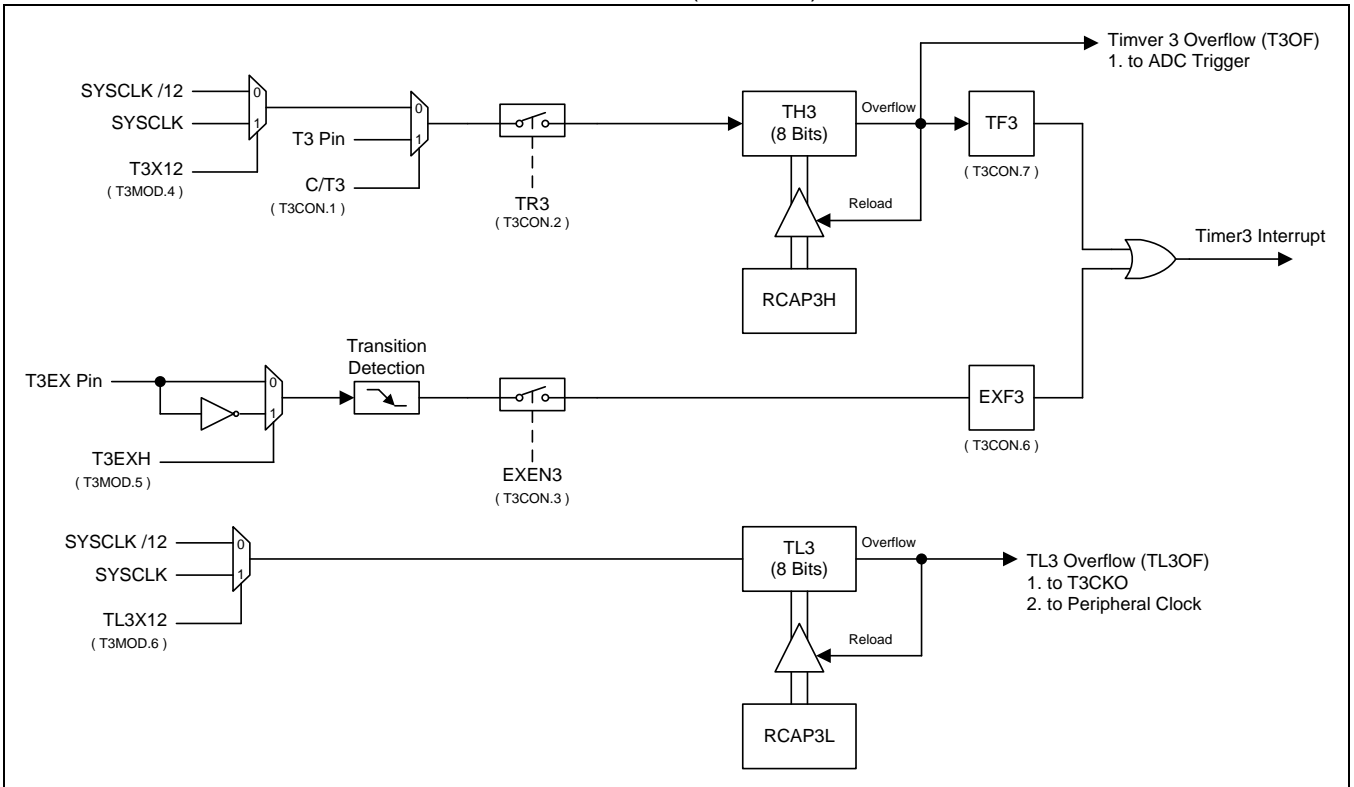 Timver 3 Overflow (T3OF)
1. to ADC Trigger
SYSCLK /12
0
SYSCLK
1
T3X12
( T3MOD.4 )
0
T3 Pin
1
C/T3
( T3CON.1 )
TR3
( T3CON.2 )
TH3
(8 Bits)
Overflow
TF3
( T3CON.7 )
Reload
RCAP3H
Timer3 Interrupt
T3EX Pin
0
1
T3EXH
( T3MOD.5 )
Transition
Detection
EXEN3
( T3CON.3 )
EXF3
( T3CON.6 )
SYSCLK /12
0
SYSCLK
1
TL3X12
( T3MOD.6 )
TL3
(8 Bits)
Overflow
Reload
RCAP3L
TL3 Overflow (TL3OF)
1. to T3CKO
2. to Peripheral Clock